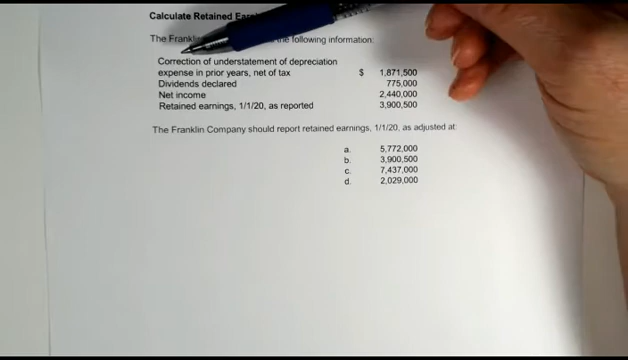 Calculate Retained
The the following information:
Correction of understatement of depreciation
expense in prior years, net of tax $ 1,871,500
Dividends declared 775,000
Net income 2,440,000
Retained earnings, 1/1/20, as reported 3,900,500
The Franklin Company should report retained earnings, 1/1/20, as adjusted at:
a. 5,772,000
b. 3,900,500
c. 7,437,000
d. 2,029,000